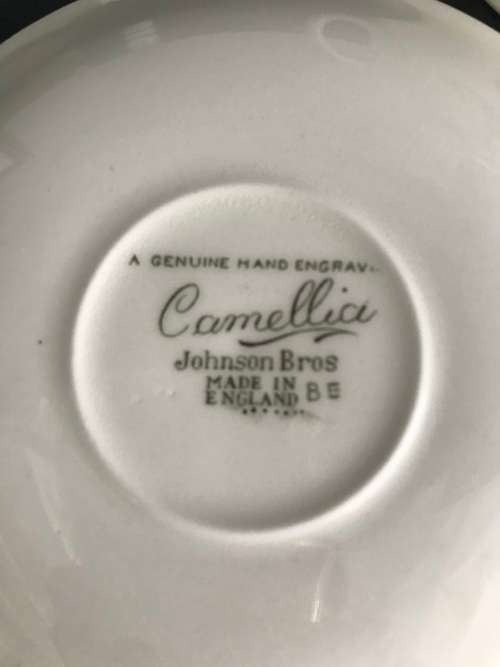 A GENUINE HAND ENGRAV
Camellia
Johnson Bros
MADE IN
ENGLAND BE